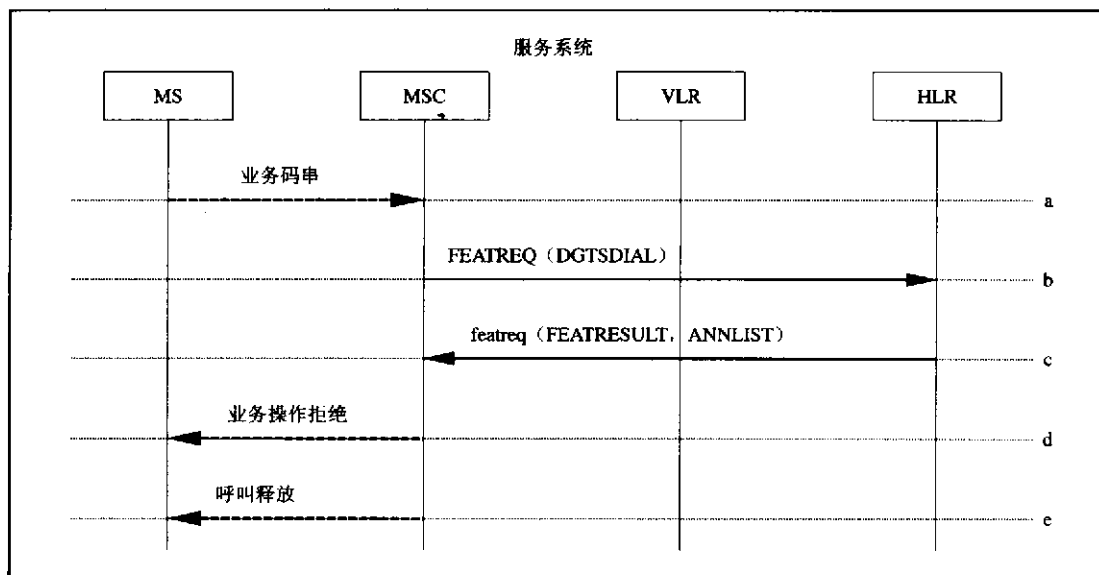 服务系统
MS
MSC
VLR
HLR
业务码串
a
FEATREQ（DGTSDIAL）
b
featreq（FEATRESULT，ANNLIST）
c
业务操作拒绝
d
呼叫释放
e